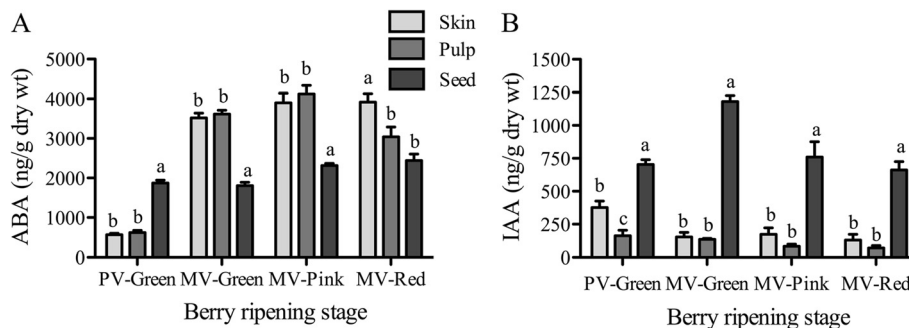 A
Skin
Pulp
Seed
B
ABA (ng/g dry wt)
5000
4000
3000
2000
1000
0
b b a
b b a
b b a
a b b
PV-Green MV-Green MV-Pink MV-Red
Berry ripening stage
IAA (ng/g dry wt)
1500
1250
1000
750
500
250
0
b c a
b b a
b b a
b b a
PV-Green MV-Green MV-Pink MV-Red
Berry ripening stage